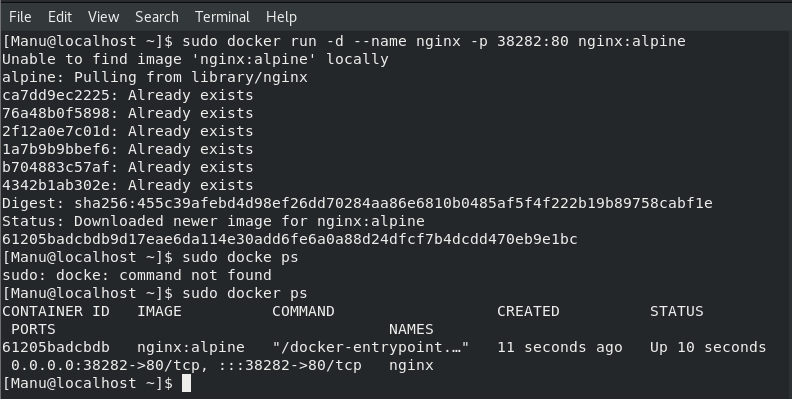 File Edit View Search Terminal Help
[Manu@localhost ~]$ sudo docker run -d --name nginx -p 38282:80 nginx:alpine
Unable to find image 'nginx:alpine' locally
alpine: Pulling from library/nginx
ca7dd9ec2225: Already exists
76a48b0f5898: Already exists
2f12a0e7c01d: Already exists
1a7b9b9bbef6: Already exists
b704883c57af: Already exists
4342b1ab302e: Already exists
Digest: sha256:455c39afebd4d98ef26dd70284aa86e6810b0485af5f4f222b19b89758cabf1e
Status: Downloaded newer image for nginx:alpine
61205badcbdb9d17eae6da114e30add6fe6a0a88d24dfcf7b4dcdd470eb9e1bc
[Manu@localhost ~]$ sudo docke ps
sudo: docke: command not found
[Manu@localhost ~]$ sudo docker ps
CONTAINER ID   IMAGE          COMMAND                  CREATED          STATUS
 PORTS                                     NAMES
61205badcbdb   nginx:alpine   "/docker-entrypoint.…"   11 seconds ago   Up 10 seconds
 0.0.0.0:38282->80/tcp, :::38282->80/tcp   nginx
[Manu@localhost ~]$